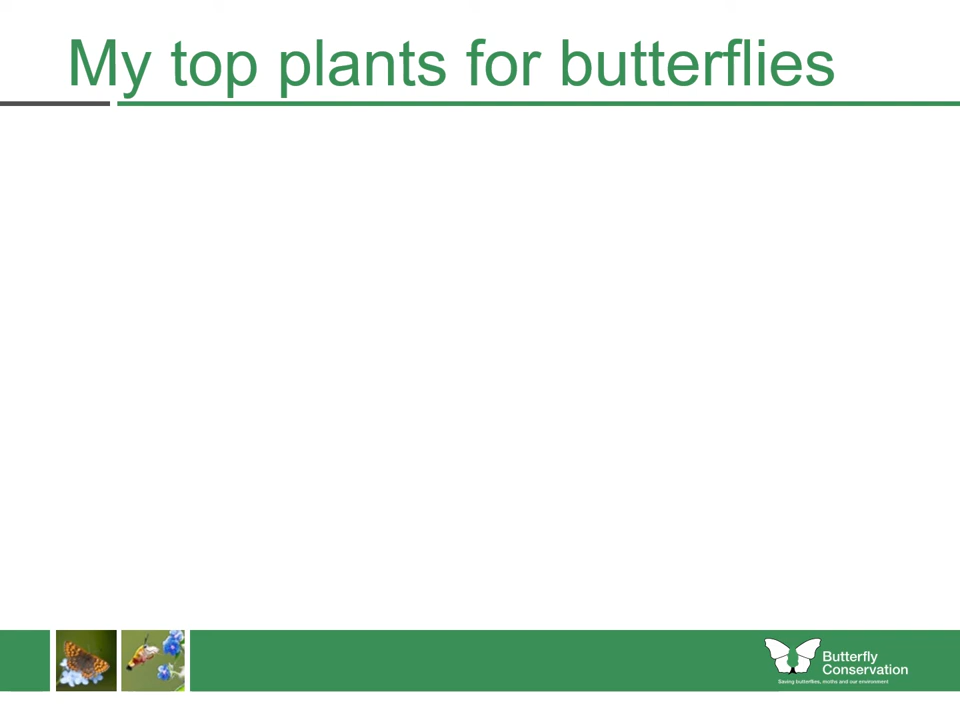 My top plants for butterflies
Butterfly
Conservation
Saving butterflies, moths and our environment